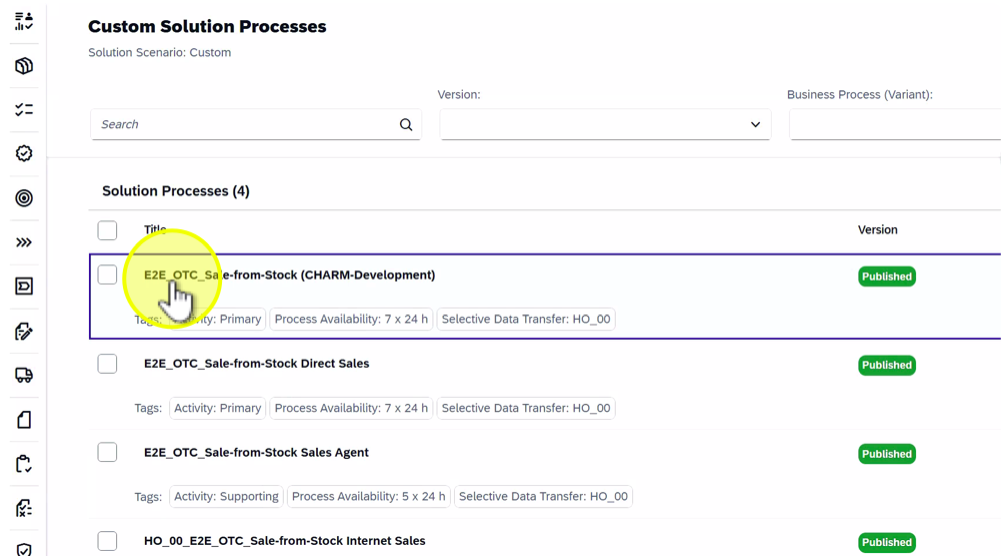 Custom Solution Processes
Solution Scenario: Custom
Version:
Business Process (Variant):
Search
Solution Processes (4)
Title Version
E2E_OTC_Sale-from-Stock (CHARM-Development) Published
Tags: Activity: Primary Process Availability: 7 x 24 h Selective Data Transfer: HO_00
E2E_OTC_Sale-from-Stock Direct Sales Published
Tags: Activity: Primary Process Availability: 7 x 24 h Selective Data Transfer: HO_00
E2E_OTC_Sale-from-Stock Sales Agent Published
Tags: Activity: Supporting Process Availability: 5 x 24 h Selective Data Transfer: HO_00
HO_00_E2E_OTC_Sale-from-Stock Internet Sales Published